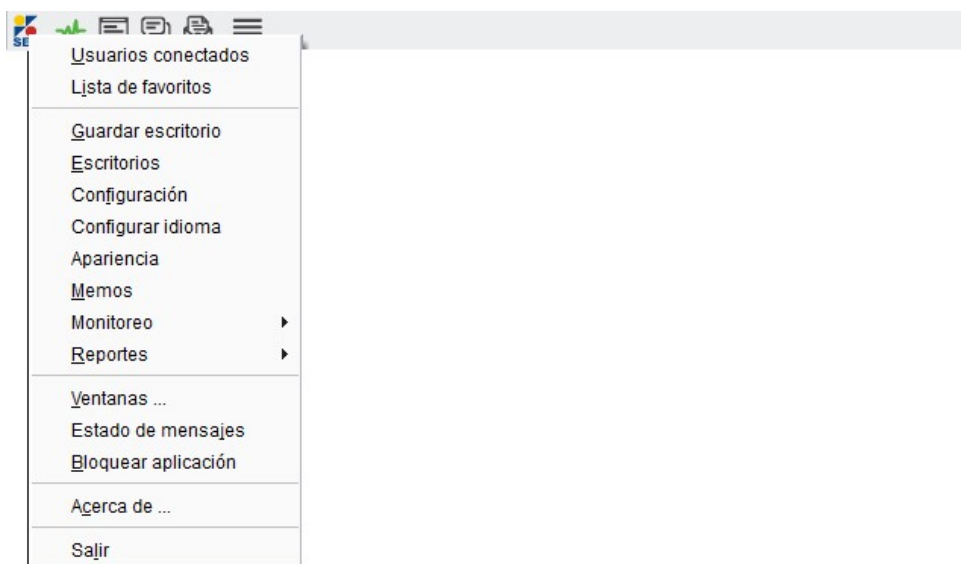 SE
Usuarios conectados
Lista de favoritos
Guardar escritorio
Escritorios
Configuración
Configurar idioma
Apariencia
Memos
Monitoreo
Reportes
Ventanas ...
Estado de mensajes
Bloquear aplicación
Acerca de ...
Salir